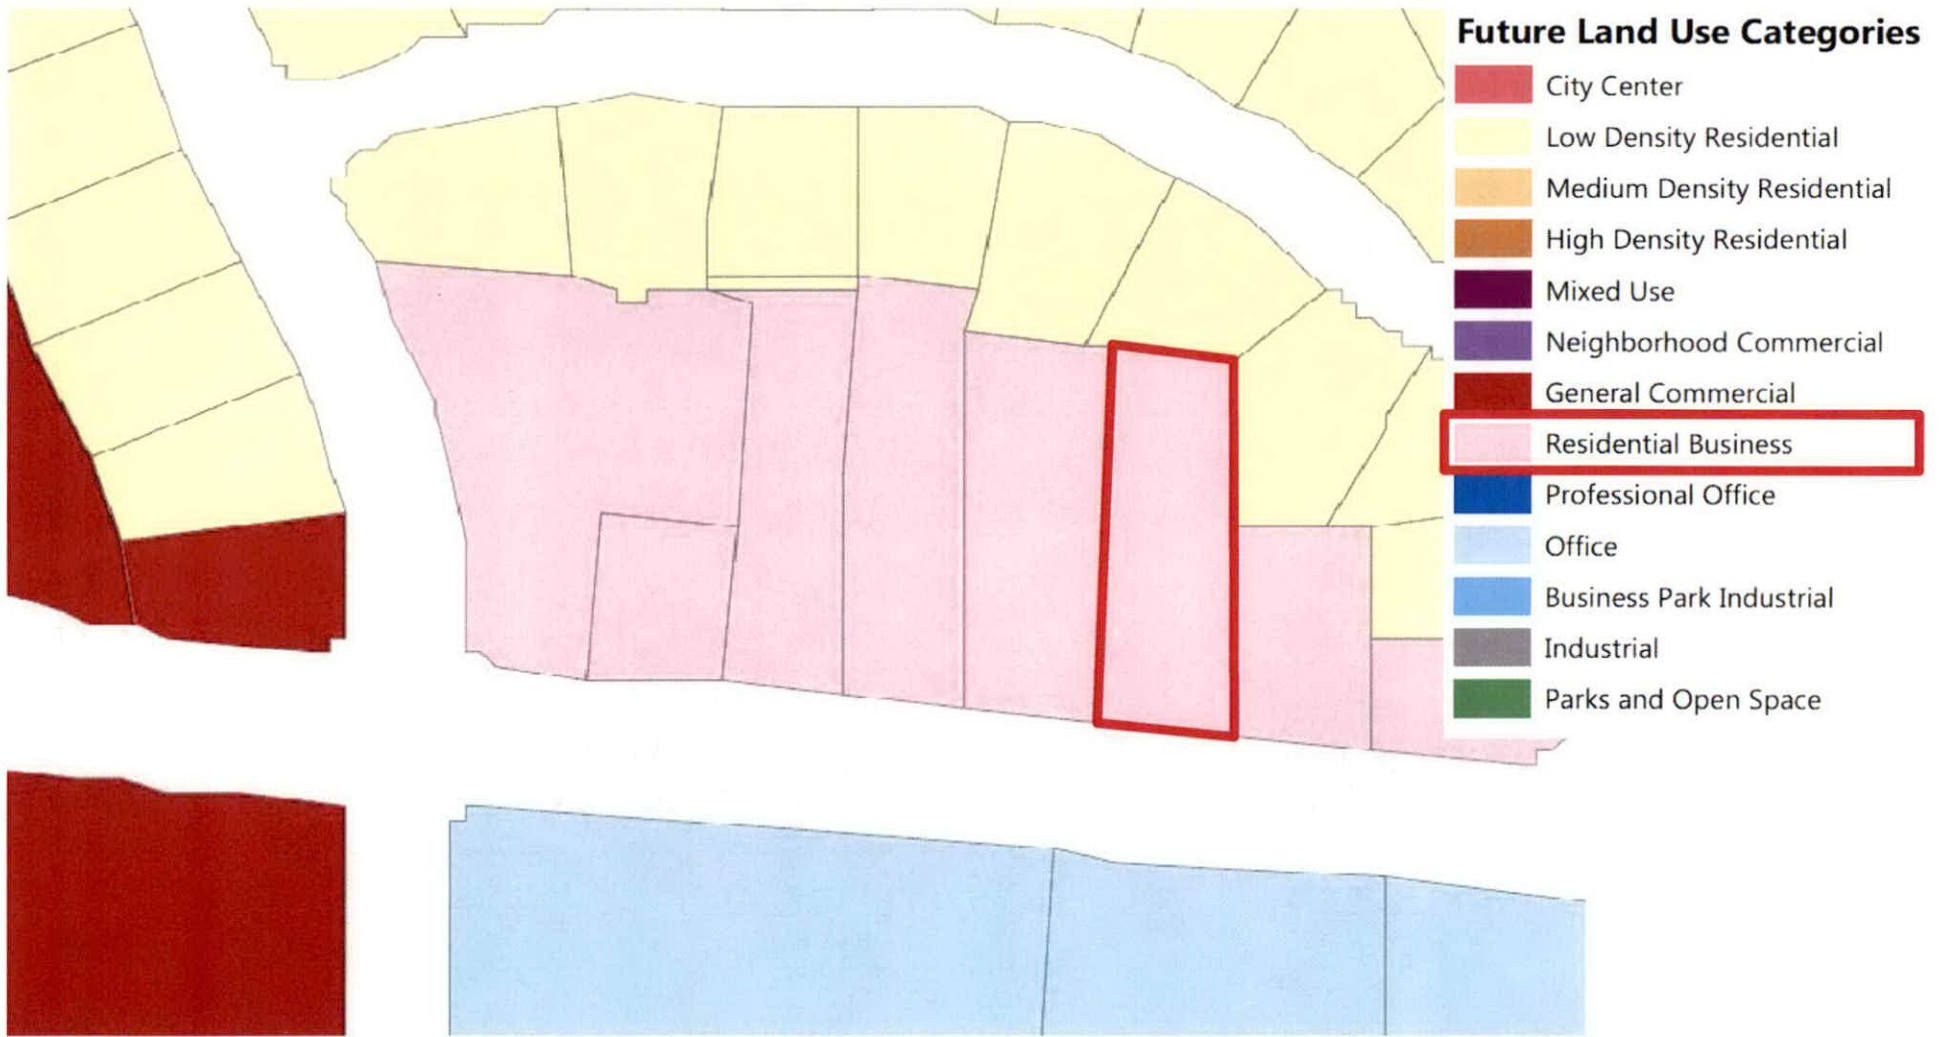 Future Land Use Categories
City Center
Low Density Residential
Medium Density Residential
High Density Residential
Mixed Use
Neighborhood Commercial
General Commercial
Residential Business
Professional Office
Office
Business Park Industrial
Industrial
Parks and Open Space